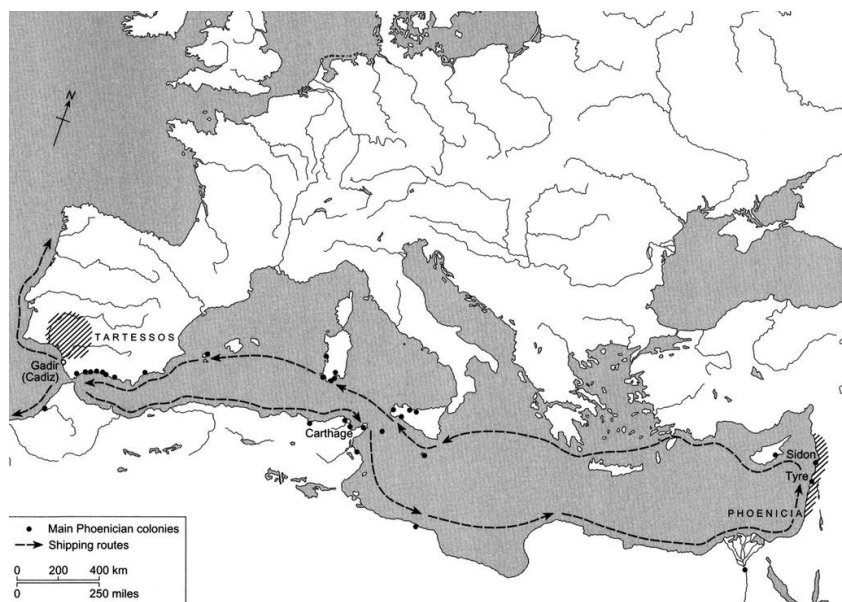 N
TARTESSOS
Gadir
(Cadiz)
Carthage
Sidon
Tyre
PHOENICIA
Main Phoenician colonies
Shipping routes
0 200 400 km
0 250 miles